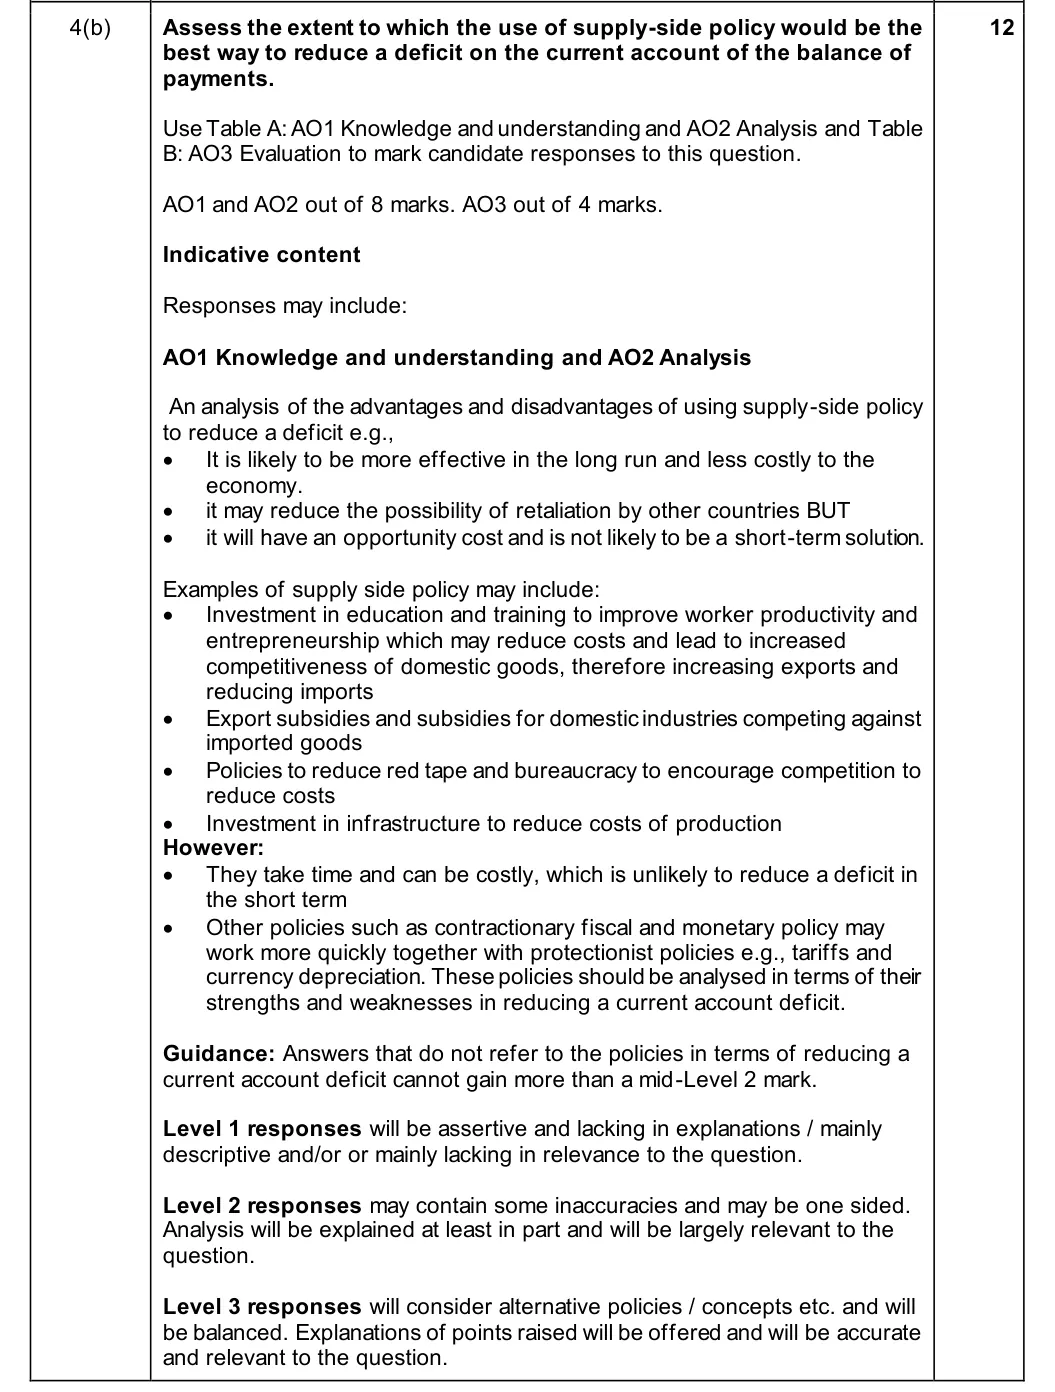 4(b) Assess the extent to which the use of supply-side policy would be the 12
best way to reduce a deficit on the current account of the balance of
payments.
Use Table A: AO1 Knowledge and understanding and AO2 Analysis and Table
B: AO3 Evaluation to mark candidate responses to this question.
AO1 and AO2 out of 8 marks. AO3 out of 4 marks.
Indicative content
Responses may include:
AO1 Knowledge and understanding and AO2 Analysis
An analysis of the advantages and disadvantages of using supply-side policy
to reduce a deficit e.g.,
• It is likely to be more effective in the long run and less costly to the
economy.
• it may reduce the possibility of retaliation by other countries BUT
• it will have an opportunity cost and is not likely to be a short-term solution.
Examples of supply side policy may include:
• Investment in education and training to improve worker productivity and
entrepreneurship which may reduce costs and lead to increased
competitiveness of domestic goods, therefore increasing exports and
reducing imports
• Export subsidies and subsidies for domestic industries competing against
imported goods
• Policies to reduce red tape and bureaucracy to encourage competition to
reduce costs
• Investment in infrastructure to reduce costs of production
However:
• They take time and can be costly, which is unlikely to reduce a deficit in
the short term
• Other policies such as contractionary fiscal and monetary policy may
work more quickly together with protectionist policies e.g., tariffs and
currency depreciation. These policies should be analysed in terms of their
strengths and weaknesses in reducing a current account deficit.
Guidance: Answers that do not refer to the policies in terms of reducing a
current account deficit cannot gain more than a mid-Level 2 mark.
Level 1 responses will be assertive and lacking in explanations / mainly
descriptive and/or or mainly lacking in relevance to the question.
Level 2 responses may contain some inaccuracies and may be one sided.
Analysis will be explained at least in part and will be largely relevant to the
question.
Level 3 responses will consider alternative policies / concepts etc. and will
be balanced. Explanations of points raised will be offered and will be accurate
and relevant to the question.